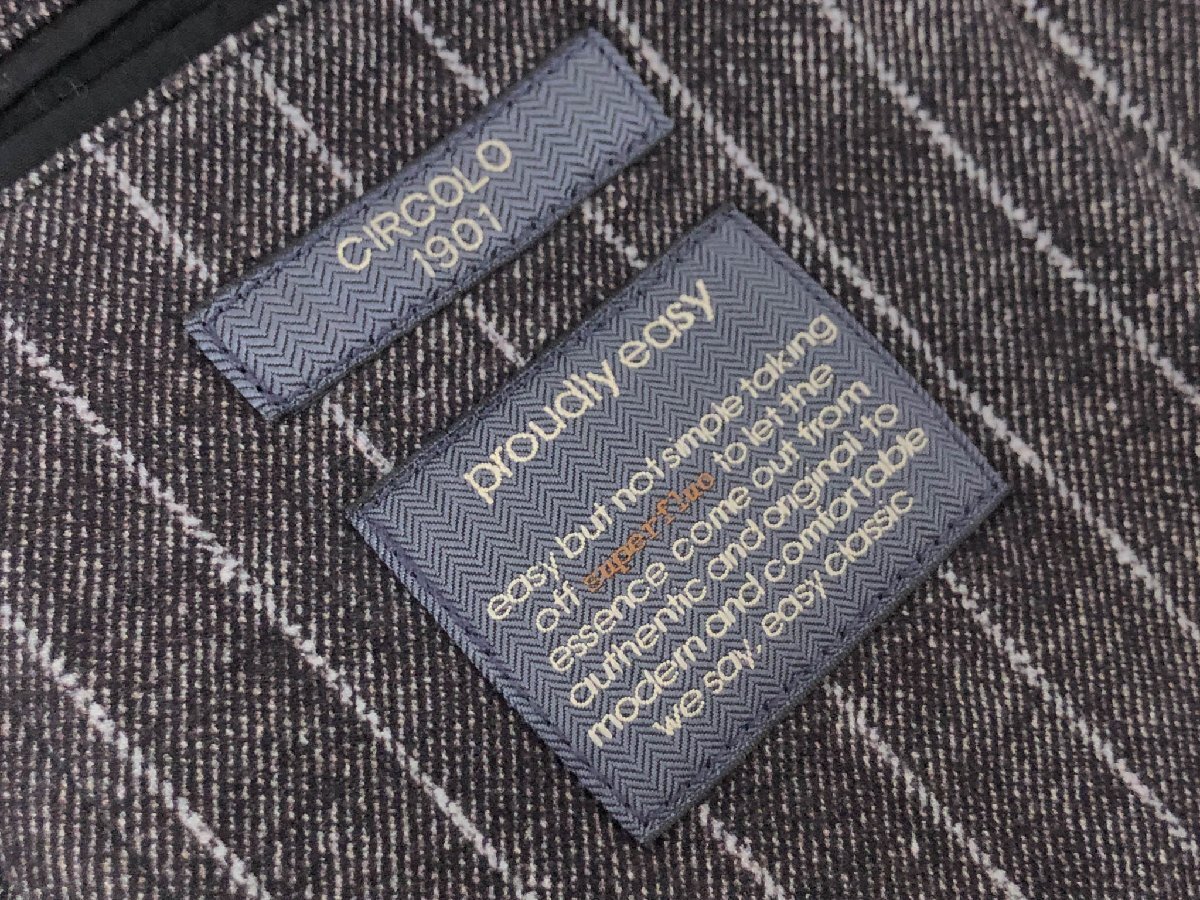 CIRCOLO
1901
proudly easy
easy but not simple taking
off superfluo to let the
essence come out from
authentic and original to
modern and comfortable
we say, easy classic